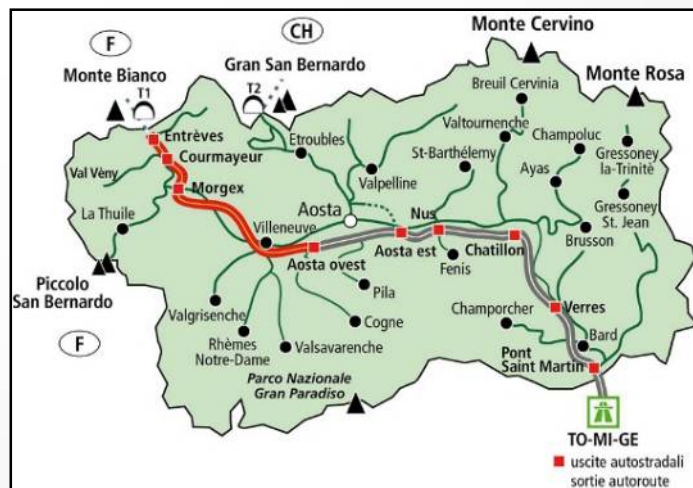 F
CH
Monte Cervino
Monte Bianco
Gran San Bernardo
Monte Rosa
T1
T2
Breuil Cervinia
Entrèves
Etroubles
Valtournenche
Champoluc
Courmayeur
St-Barthélemy
Gressoney
la-Trinité
Val Vèny
Valpelline
Ayas
Morgex
Gressoney
St. Jean
La Thuile
Aosta
Nus
Villeneuve
Brusson
Aosta ovest
Aosta est
Fenis
Chatillon
Piccolo
San Bernardo
Pila
Verres
Valgrisenche
Cogne
Champorcher
Bard
F
Rhèmes
Notre-Dame
Valsavarenche
Pont
Saint Martin
Parco Nazionale
Gran Paradiso
TO-MI-GE
uscite autostradali
sortie autoroute